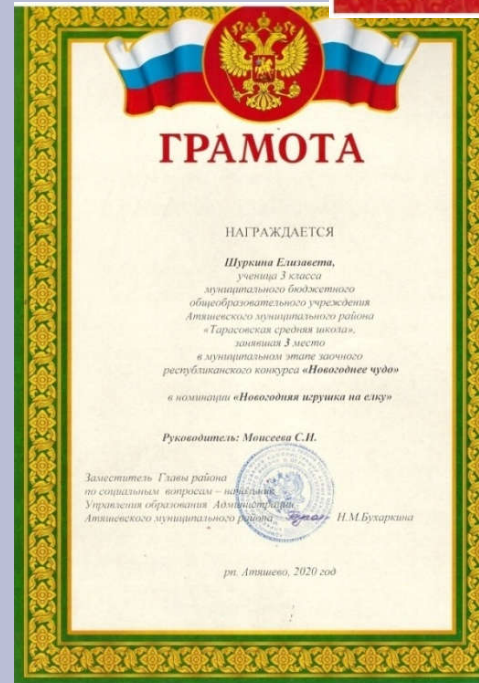 ГРАМОТА
НАГРАЖДАЕТСЯ
Шуркина Елизавета,
ученица 3 класса
муниципального бюджетного
общеобразовательного учреждения
Атяшевского муниципального района
«Тарасовская средняя школа»,
занявшая 3 место
в муниципальном этапе заочного
республиканского конкурса «Новогоднее чудо»
в номинации «Новогодняя игрушка на елку»
Руководитель: Моисеева С.И.
Заместитель Главы района
по социальным вопросам – начальник
Управления образования Администрации
Атяшевского муниципального района Н.М.Бухаркина
рп. Атяшево, 2020 год